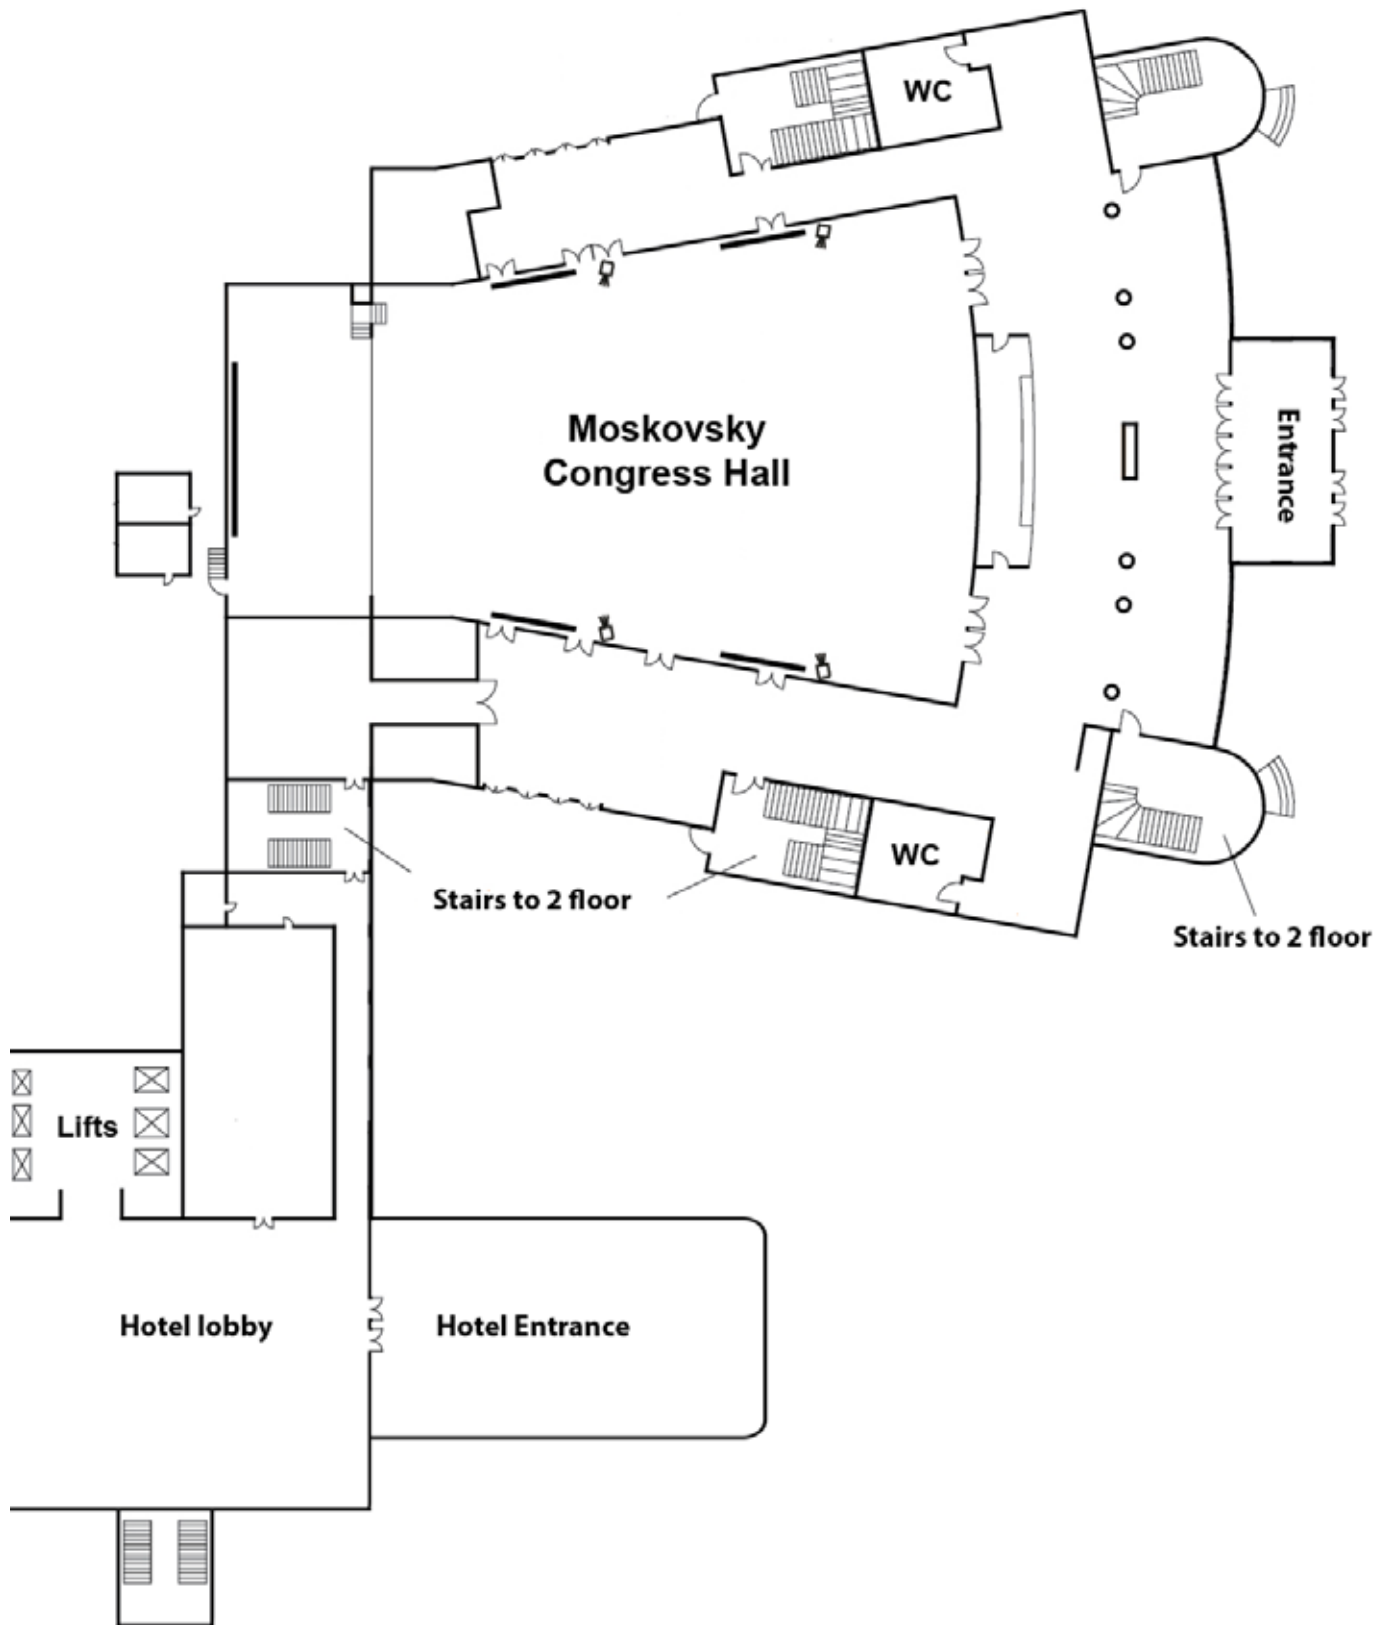 WC
Moskovsky
Congress Hall
Entrance
WC
Stairs to 2 floor
Stairs to 2 floor
Lifts
Hotel lobby
Hotel Entrance